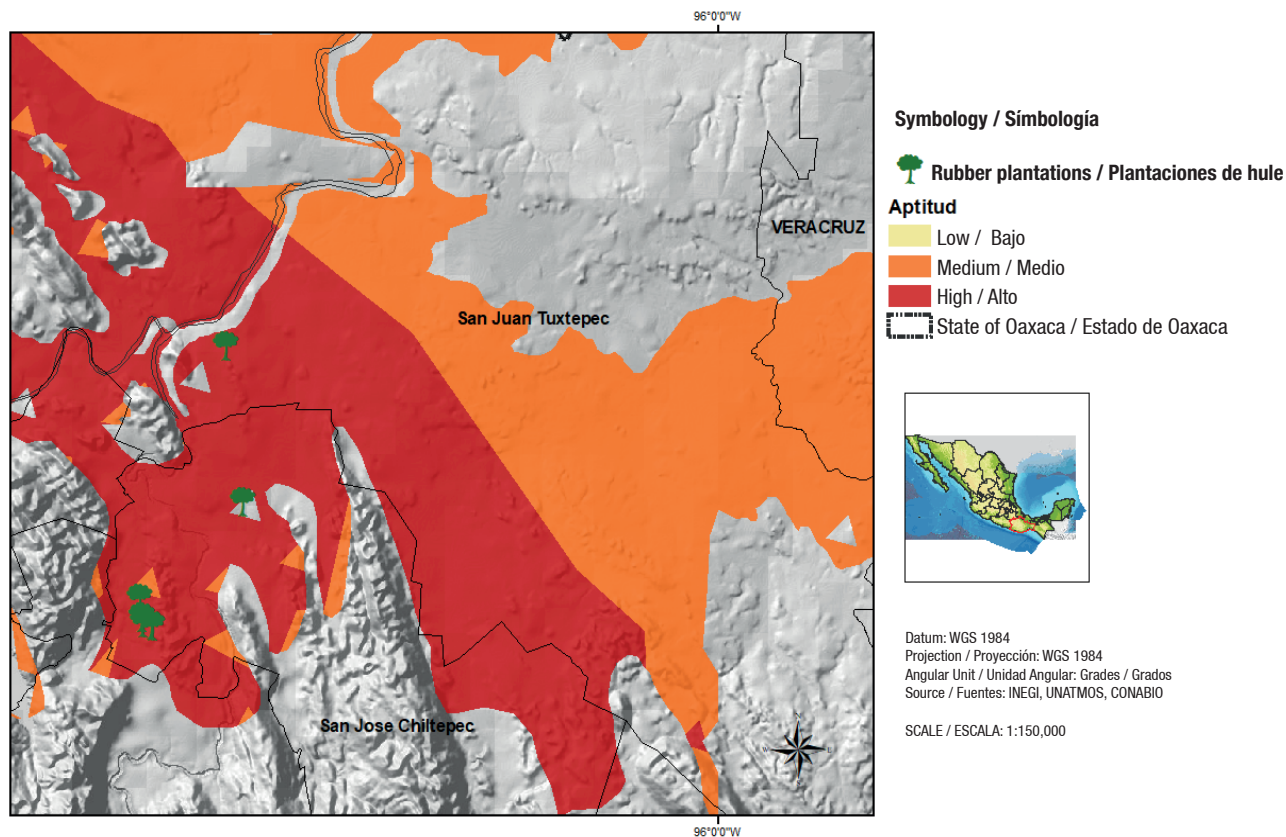 96°0'0"W
VERACRUZ
San Juan Tuxtepec
San Jose Chiltepec
N
W
E
S
96°0'0"W
Symbology / Símbología
Rubber plantations / Plantaciones de hule
Aptitud
Low / Bajo
Medium / Medio
High / Alto
State of Oaxaca / Estado de Oaxaca
Datum: WGS 1984
Projection / Proyección: WGS 1984
Angular Unit / Unidad Angular: Grades / Grados
Source / Fuentes: INEGI, UNATMOS, CONABIO
SCALE / ESCALA: 1:150,000